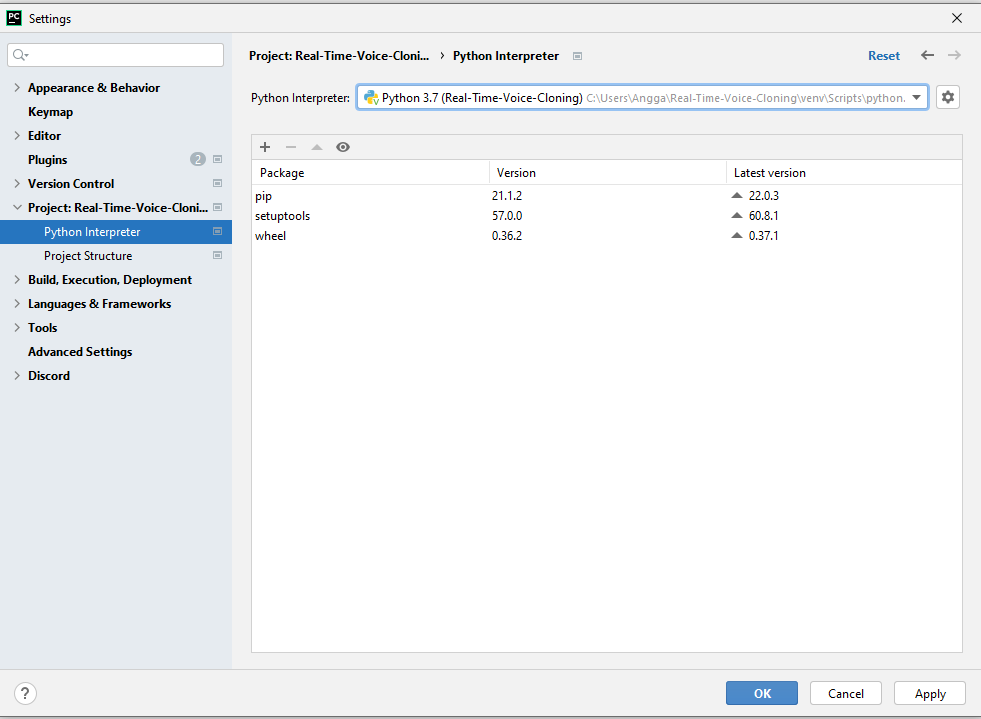 PC Settings
Project: Real-Time-Voice-Cloni... › Python Interpreter Reset
Appearance & Behavior
Keymap
Editor
Plugins 2
Version Control
Project: Real-Time-Voice-Cloni...
Python Interpreter
Project Structure
Build, Execution, Deployment
Languages & Frameworks
Tools
Advanced Settings
Discord
Python Interpreter: Python 3.7 (Real-Time-Voice-Cloning) C:\Users\Angga\Real-Time-Voice-Cloning\venv\Scripts\python.
Package Version Latest version
pip 21.1.2 22.0.3
setuptools 57.0.0 60.8.1
wheel 0.36.2 0.37.1
? OK Cancel Apply